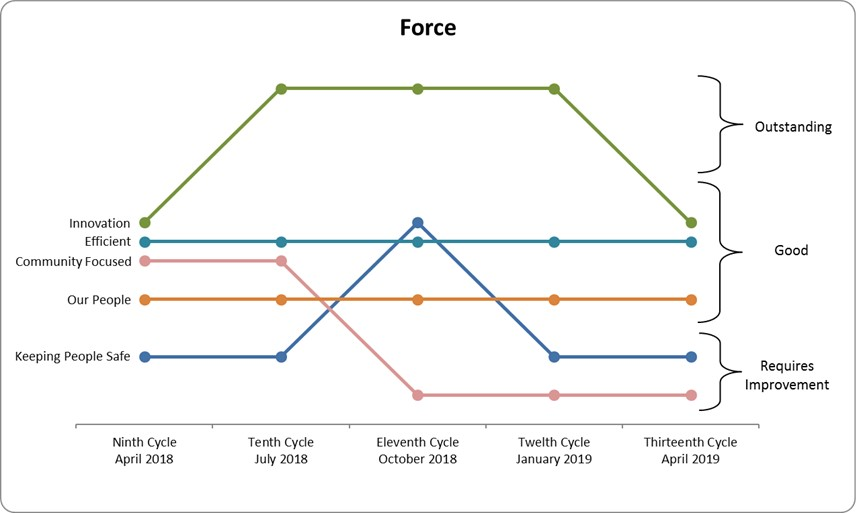 Force
Outstanding
Innovation
Efficient
Community Focused
Good
Our People
Keeping People Safe
Requires
Improvement
Ninth Cycle
April 2018
Tenth Cycle
July 2018
Eleventh Cycle
October 2018
Twelth Cycle
January 2019
Thirteenth Cycle
April 2019